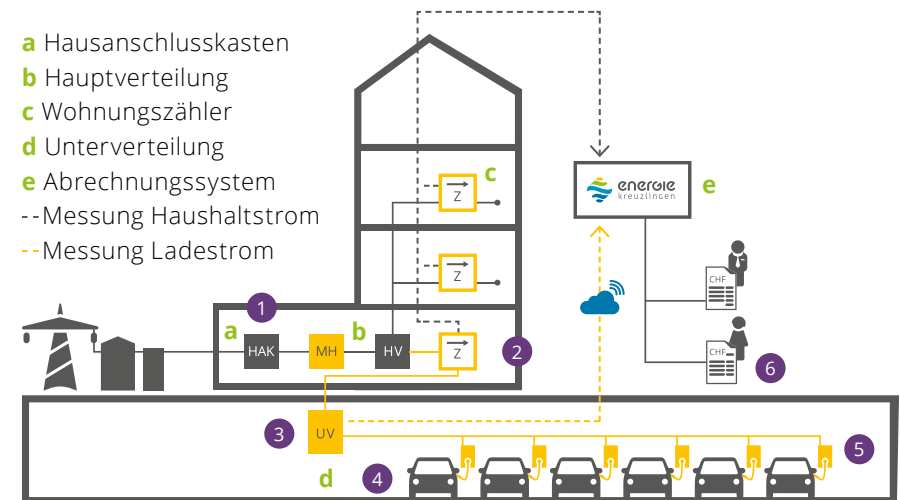 a Hausanschlusskasten
b Hauptverteilung
c Wohnungszähler
d Unterverteilung
e Abrechnungssystem
--Messung Haushaltstrom
--Messung Ladestrom
c
Z
energie
kreuzlingen
e
Z
CHF
1
a
b
HAK
MH
HV
Z
2
CHF
6
3
UV
d
4
5